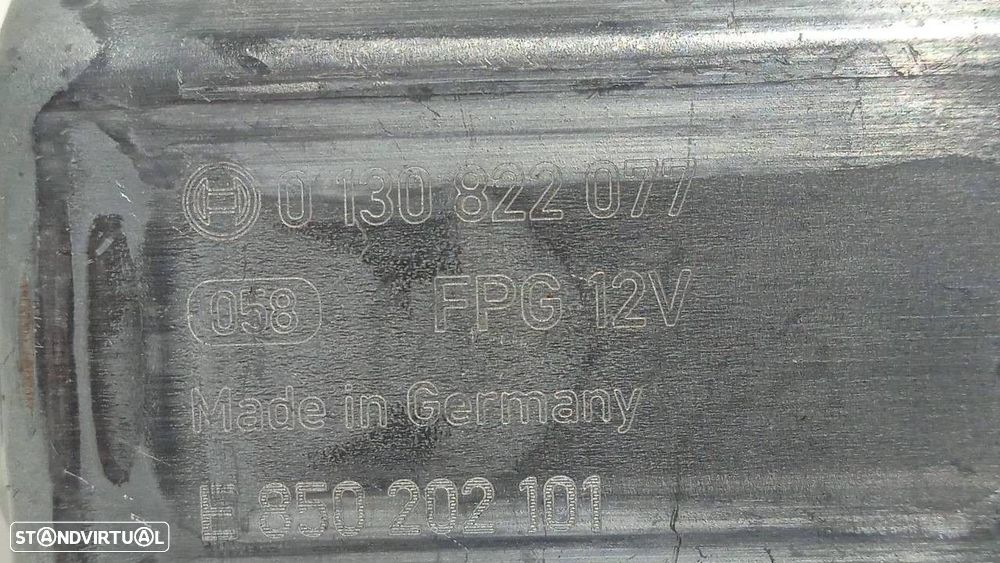 0 130 822 077
058 FPG 12V
Made in Germany
E 850 202 101
STANDVIRTUAL